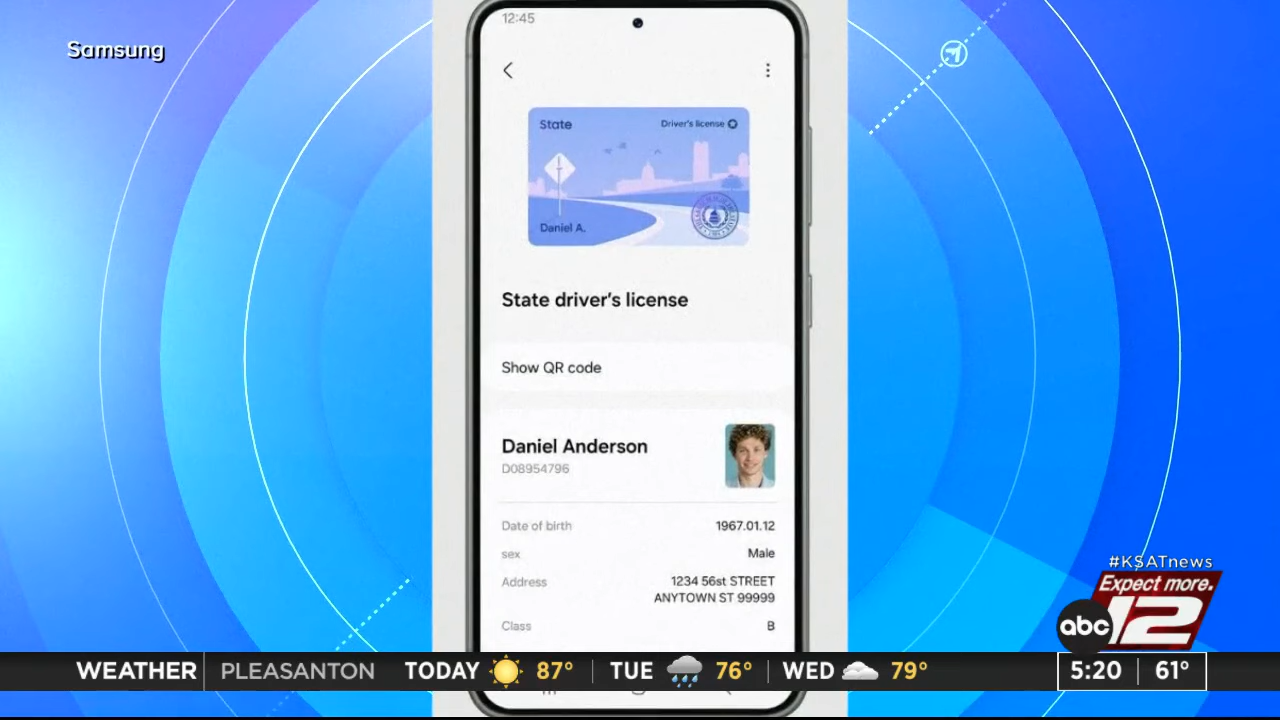 Samsung
12:45
State
Driver's license
Daniel A.
State driver's license
Show QR code
Daniel Anderson
D08954796
Date of birth 1967.01.12
sex Male
Address 1234 56st STREET
ANYTOWN ST 99999
Class B
#KSATnews
Expect more.
abc 12
WEATHER PLEASANTON TODAY 87° TUE 76° WED 79° 5:20 61°